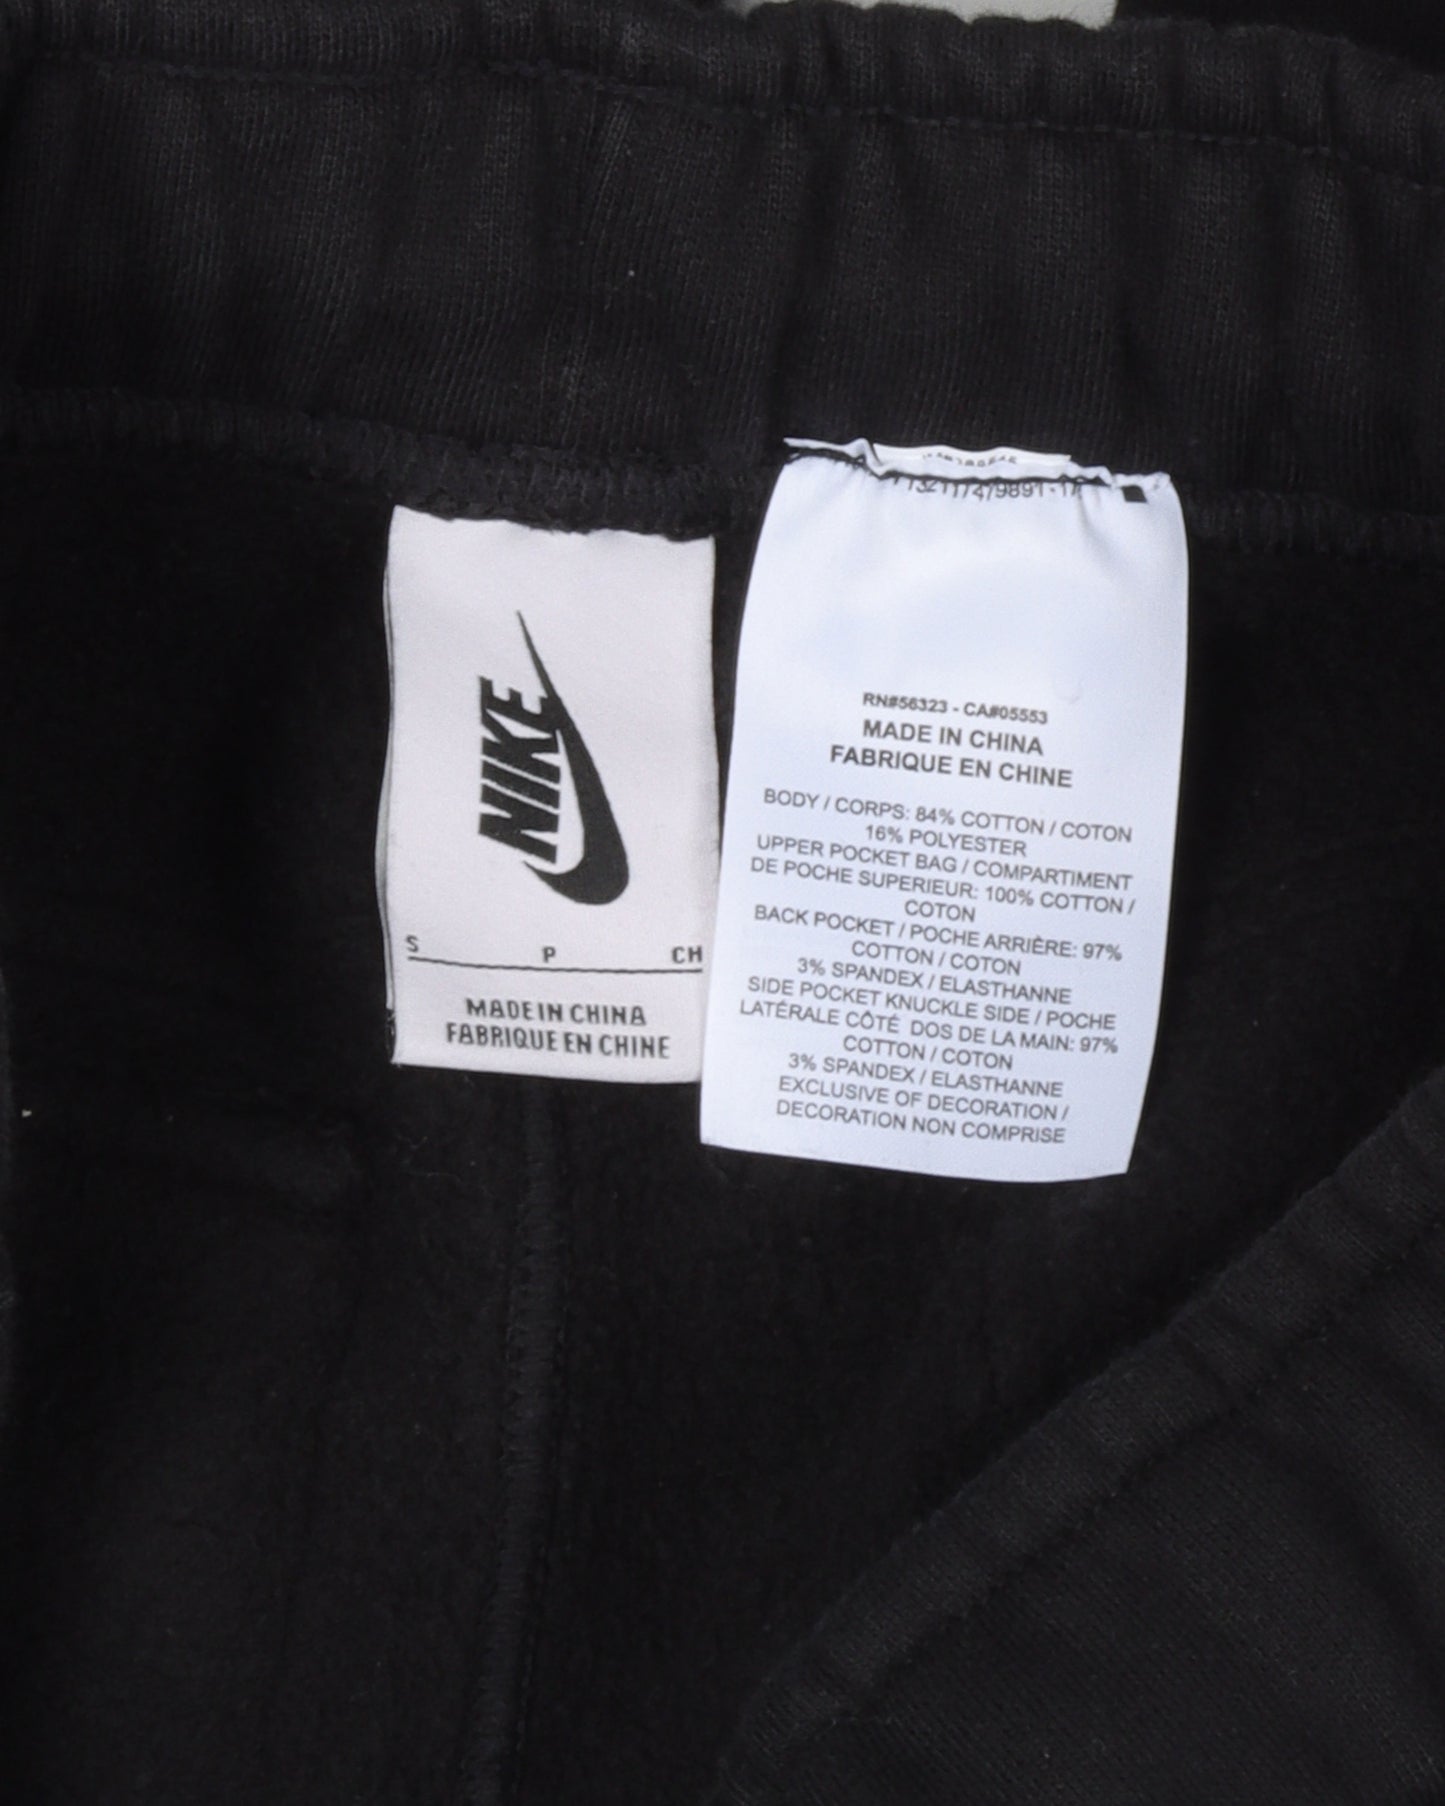 NIKE
S P CH
MADE IN CHINA
FABRIQUE EN CHINE
RN#56323 - CA#05553
MADE IN CHINA
FABRIQUE EN CHINE
BODY / CORPS: 84% COTTON / COTON
16% POLYESTER
UPPER POCKET BAG / COMPARTIMENT
DE POCHE SUPERIEUR: 100% COTTON /
COTON
BACK POCKET / POCHE ARRIÈRE: 97%
COTTON / COTON
3% SPANDEX / ELASTHANNE
SIDE POCKET KNUCKLE SIDE / POCHE
LATÉRALE CÔTÉ DOS DE LA MAIN: 97%
COTTON / COTON
3% SPANDEX / ELASTHANNE
EXCLUSIVE OF DECORATION /
DECORATION NON COMPRISE